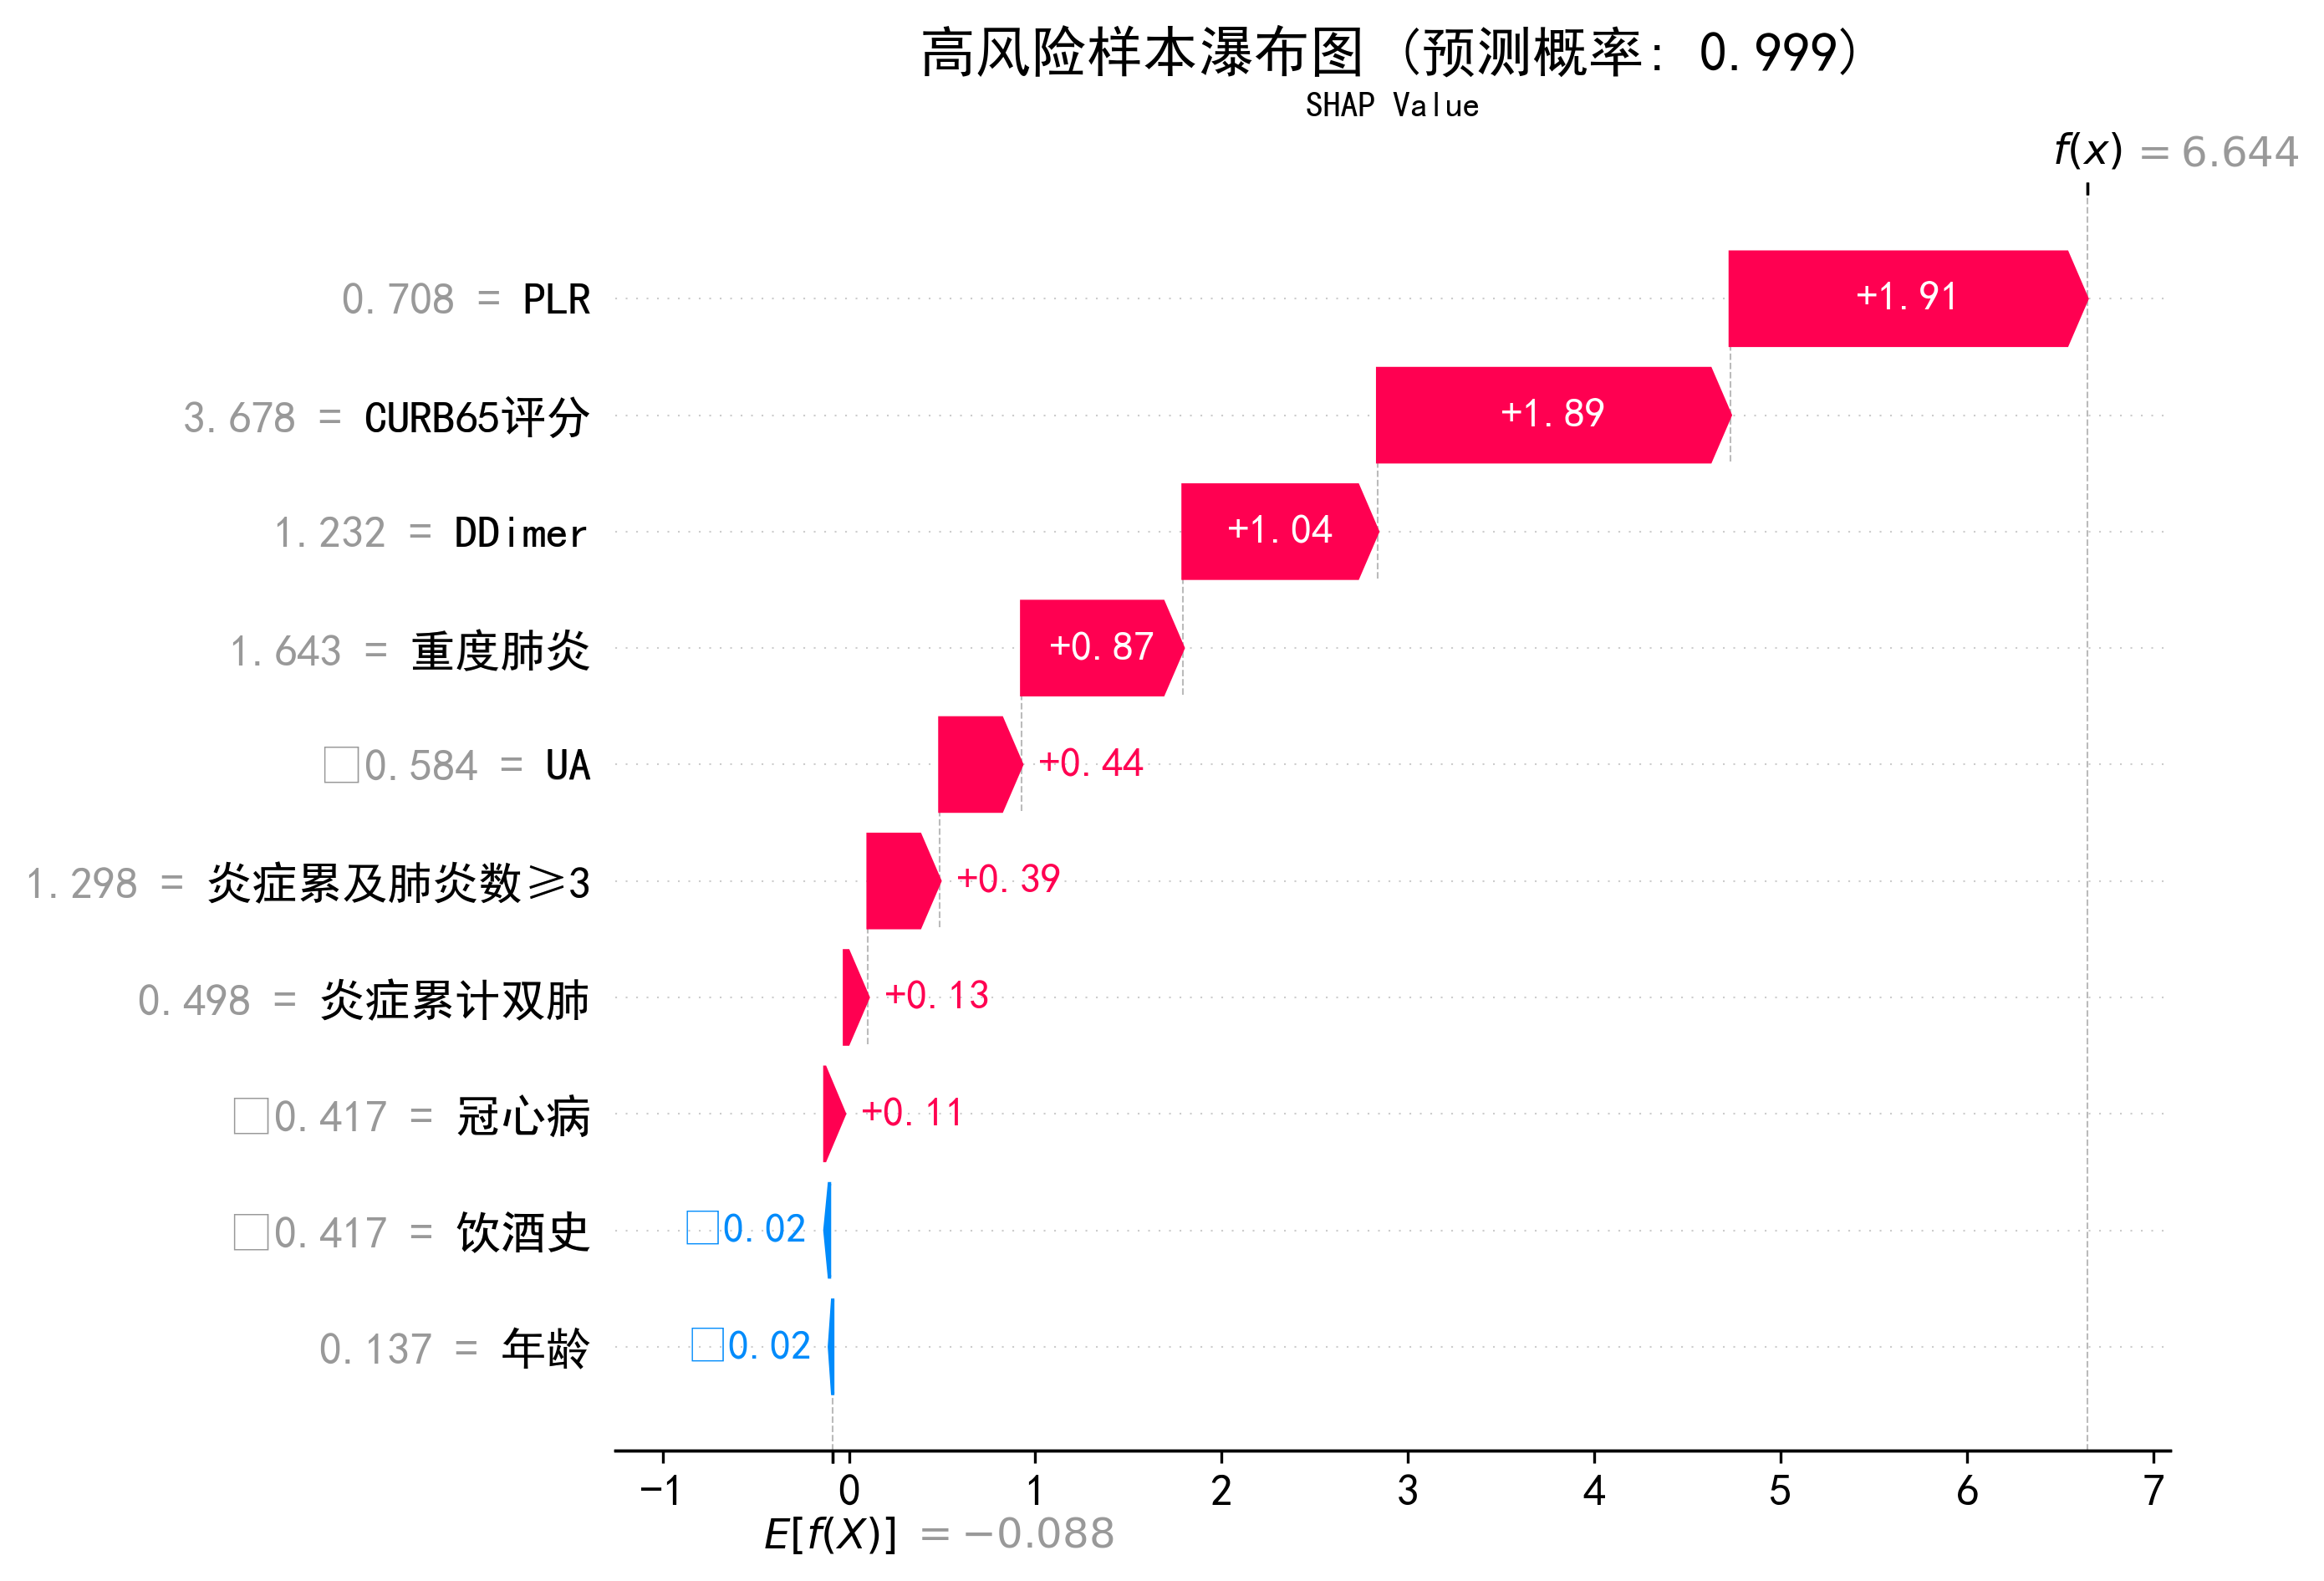 高风险样本瀑布图 (预测概率: 0.999)
SHAP Value
f(x) = 6.644
0.708 = PLR
+1.91
3.678 = CURB65评分
+1.89
1.232 = DDimer
+1.04
1.643 = 重度肺炎
+0.87
□0.584 = UA
+0.44
1.298 = 炎症累及肺炎数≥3
+0.39
0.498 = 炎症累计双肺
+0.13
□0.417 = 冠心病
+0.11
□0.417 = 饮酒史
□0.02
0.137 = 年龄
□0.02
−1 0 1 2 3 4 5 6 7
E[f(X)] = −0.088